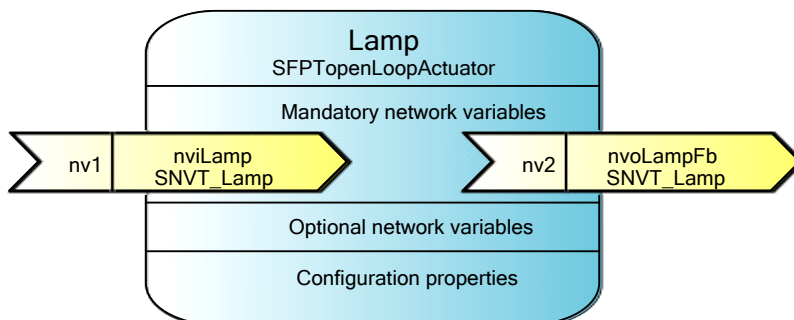 Lamp
SFPTopenLoopActuator
Mandatory network variables
nv1
nviLamp
SNVT_Lamp
nv2
nvoLampFb
SNVT_Lamp
Optional network variables
Configuration properties